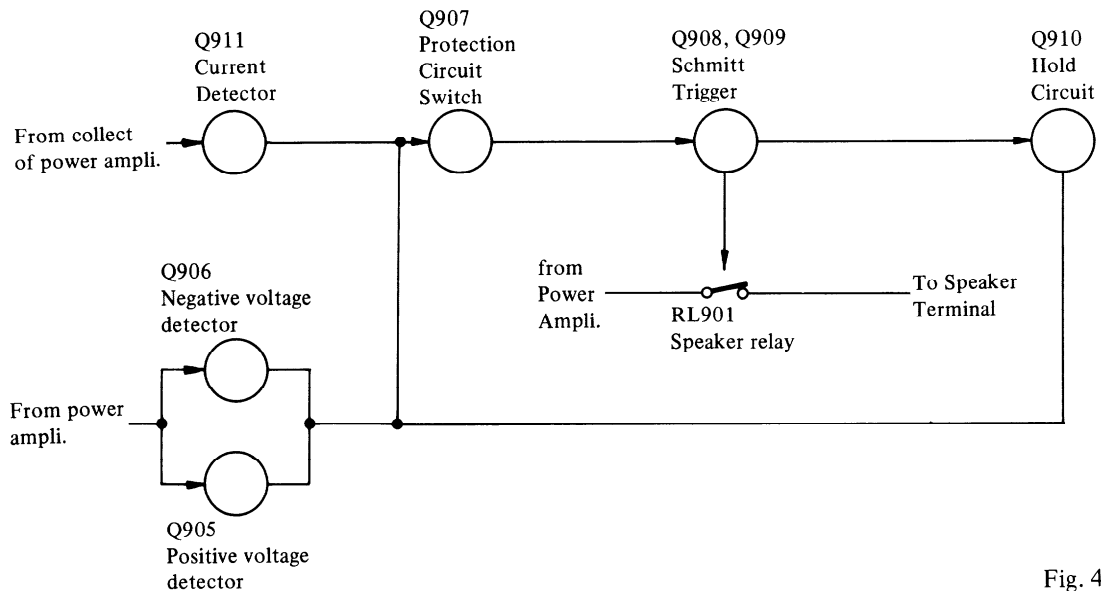 Q911
Current
Detector
Q907
Protection
Circuit
Switch
Q908, Q909
Schmitt
Trigger
Q910
Hold
Circuit
From collect
of power ampli.
from
Power
Ampli.
RL901
Speaker relay
To Speaker
Terminal
Q906
Negative voltage
detector
From power
ampli.
Q905
Positive voltage
detector
Fig. 4